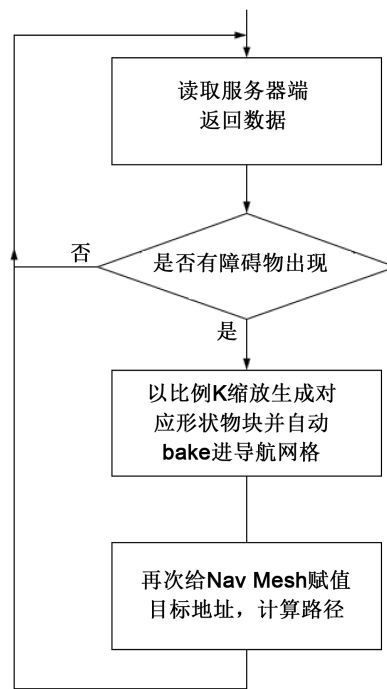 读取服务器端
返回数据
是否有障碍物出现
否
是
以比例K缩放生成对
应形状物块并自动
bake进导航网格
再次给Nav Mesh赋值
目标地址，计算路径